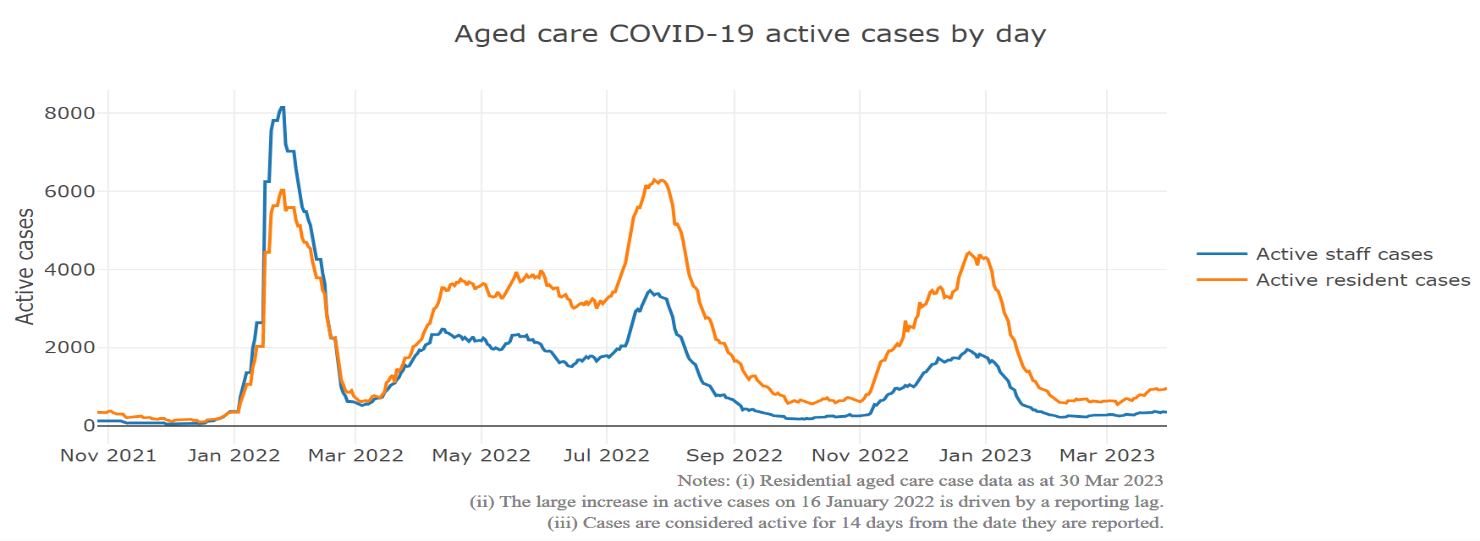 Aged care COVID-19 active cases by day
Active cases
8000
6000
4000
2000
0
Nov 2021 Jan 2022 Mar 2022 May 2022 Jul 2022 Sep 2022 Nov 2022 Jan 2023 Mar 2023
Active staff cases
Active resident cases
Notes: (i) Residential aged care case data as at 30 Mar 2023
(ii) The large increase in active cases on 16 January 2022 is driven by a reporting lag.
(iii) Cases are considered active for 14 days from the date they are reported.